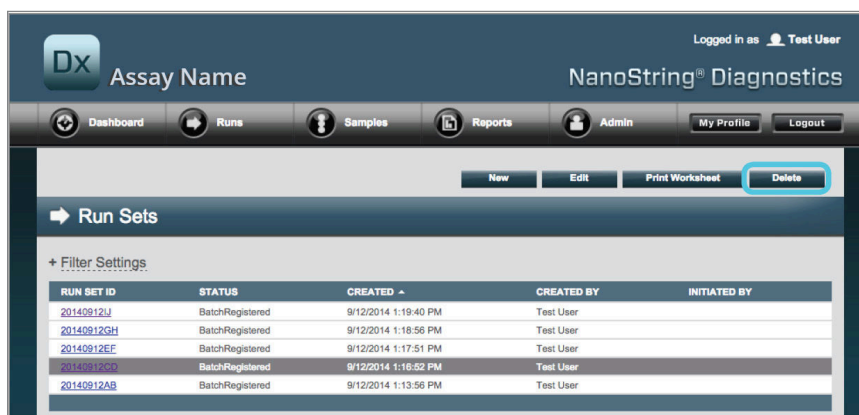 Logged in as Test User
Dx Assay Name
NanoString® Diagnostics
Dashboard Runs Samples Reports Admin My Profile Logout
New Edit Print Worksheet Delete
Run Sets
+ Filter Settings
RUN SET ID STATUS CREATED CREATED BY INITIATED BY
20140912IJ BatchRegistered 9/12/2014 1:19:40 PM Test User
20140912GH BatchRegistered 9/12/2014 1:18:56 PM Test User
20140912EF BatchRegistered 9/12/2014 1:17:51 PM Test User
20140912CD BatchRegistered 9/12/2014 1:16:52 PM Test User
20140912AB BatchRegistered 9/12/2014 1:13:56 PM Test User